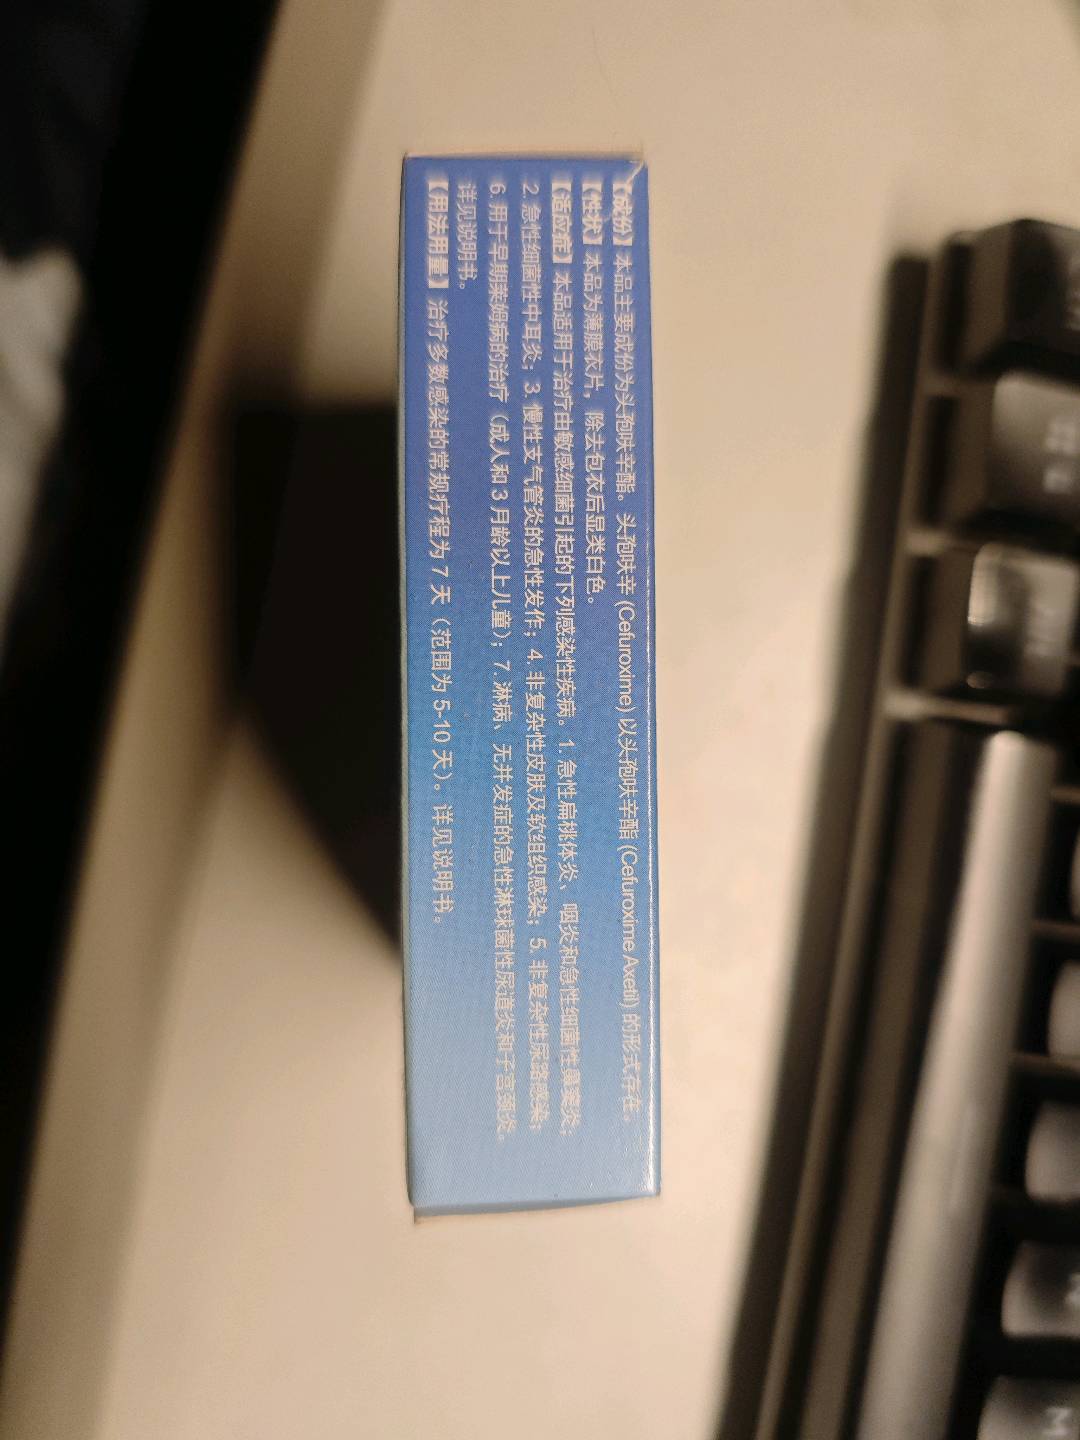 【成份】本品主要成份为头孢呋辛酯。头孢呋辛 (Cefuroxime) 以头孢呋辛酯 (Cefuroxime Axetil) 的形式存在。
【性状】本品为薄膜衣片，除去包衣后显类白色。
【适应症】本品适用于治疗由敏感细菌引起的下列感染性疾病。1. 急性扁桃体炎、咽炎和急性细菌性鼻窦炎；
2. 急性细菌性中耳炎；3. 慢性支气管炎的急性发作；4. 非复杂性皮肤及软组织感染；5. 非复杂性尿路感染；
6. 用于早期莱姆病的治疗（成人和 3 月龄以上儿童）；7. 淋病、无并发症的急性淋球菌性尿道炎和子宫颈炎。
详见说明书。
【用法用量】治疗多数感染的常规疗程为 7 天（范围为 5-10 天）。详见说明书。
M